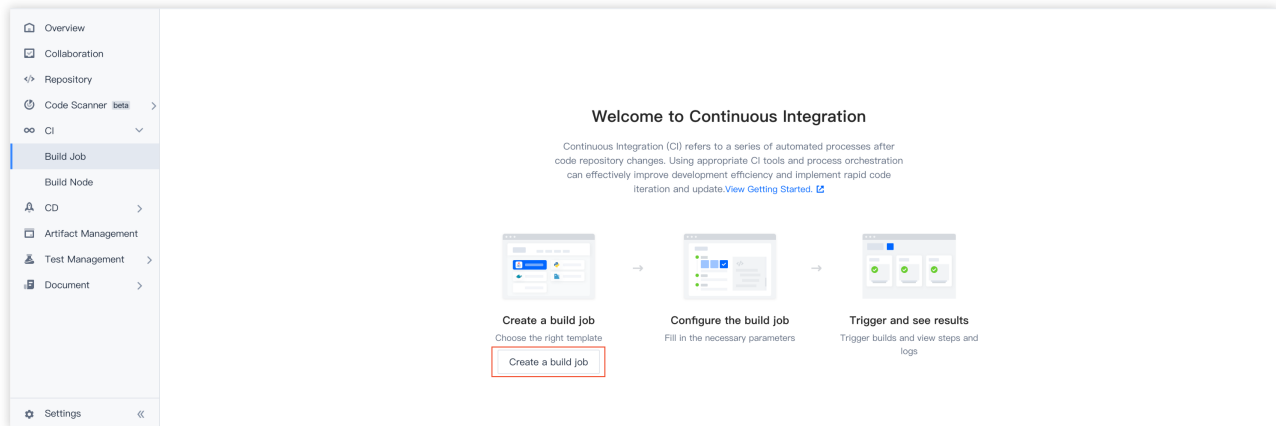 Overview
Collaboration
Repository
Code Scanner beta
CI
Build Job
Build Node
CD
Artifact Management
Test Management
Document
Settings
Welcome to Continuous Integration
Continuous Integration (CI) refers to a series of automated processes after
code repository changes. Using appropriate CI tools and process orchestration
can effectively improve development efficiency and implement rapid code
iteration and update.View Getting Started.
Create a build job
Choose the right template
Create a build job
Configure the build job
Fill in the necessary parameters
Trigger and see results
Trigger builds and view steps and
logs